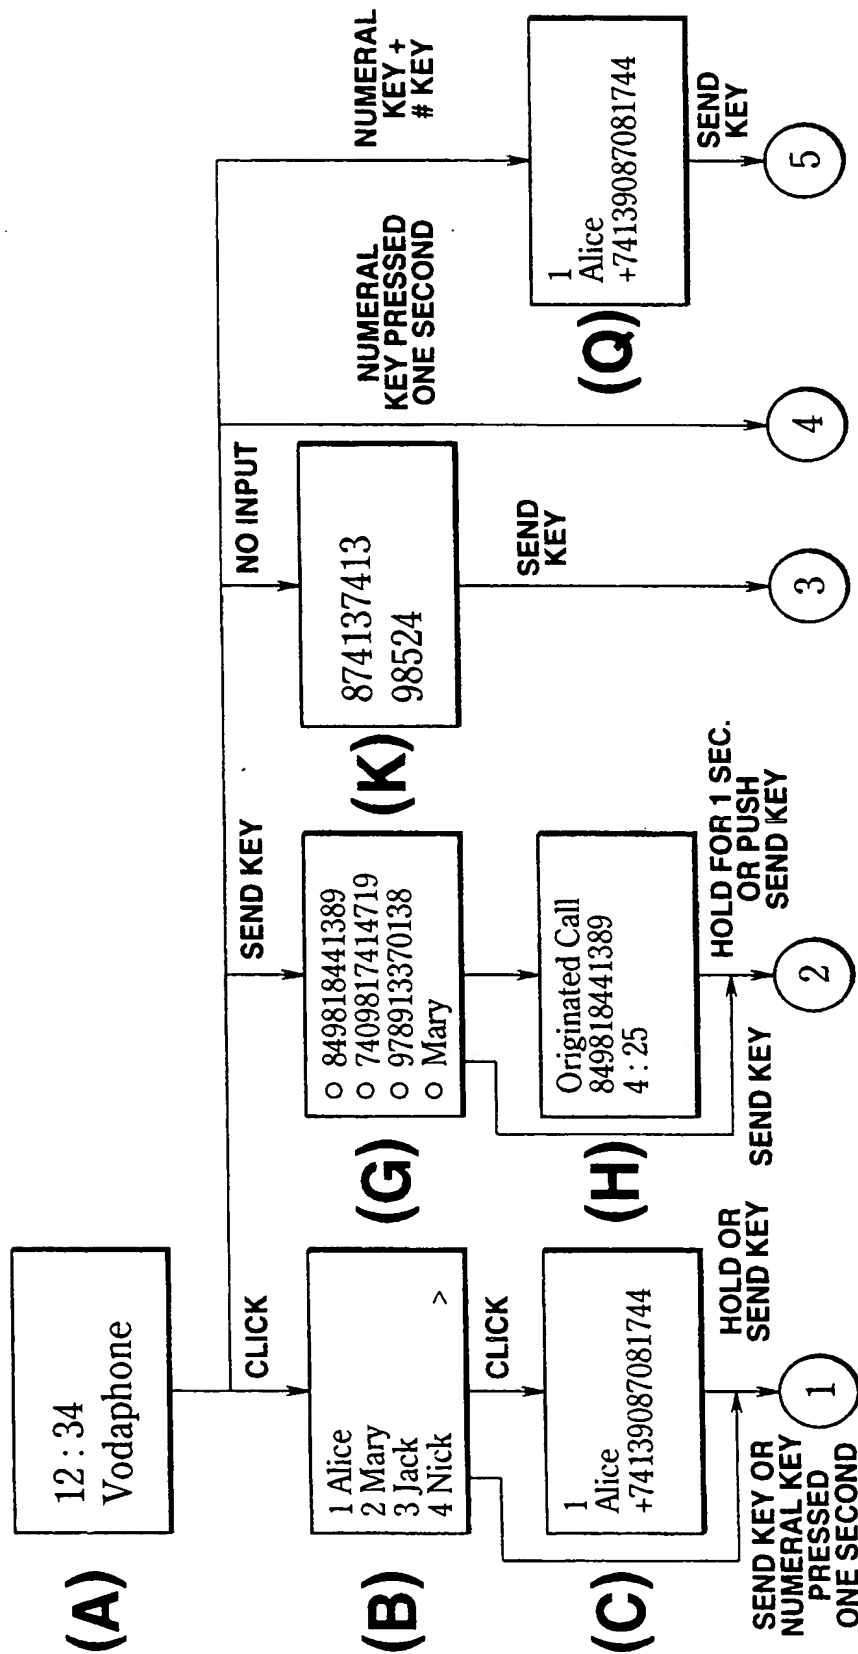 (A)
12 : 34
Vodaphone
CLICK
SEND KEY
NO INPUT
NUMERAL
KEY PRESSED
ONE SECOND
NUMERAL
KEY +
# KEY
(B)
1 Alice
2 Mary
3 Jack
4 Nick
>
CLICK
(G)
849818441389
7409817414719
978913370138
Mary
(K)
874137413
98524
SEND
KEY
(Q)
1
Alice
+74139087081744
SEND
KEY
(C)
1
Alice
+74139087081744
HOLD OR
SEND KEY
SEND KEY OR
NUMERAL KEY
PRESSED
ONE SECOND
(H)
Originated Call
849818441389
4 : 25
SEND KEY
HOLD FOR 1 SEC.
OR PUSH
SEND KEY
1
2
3
4
5